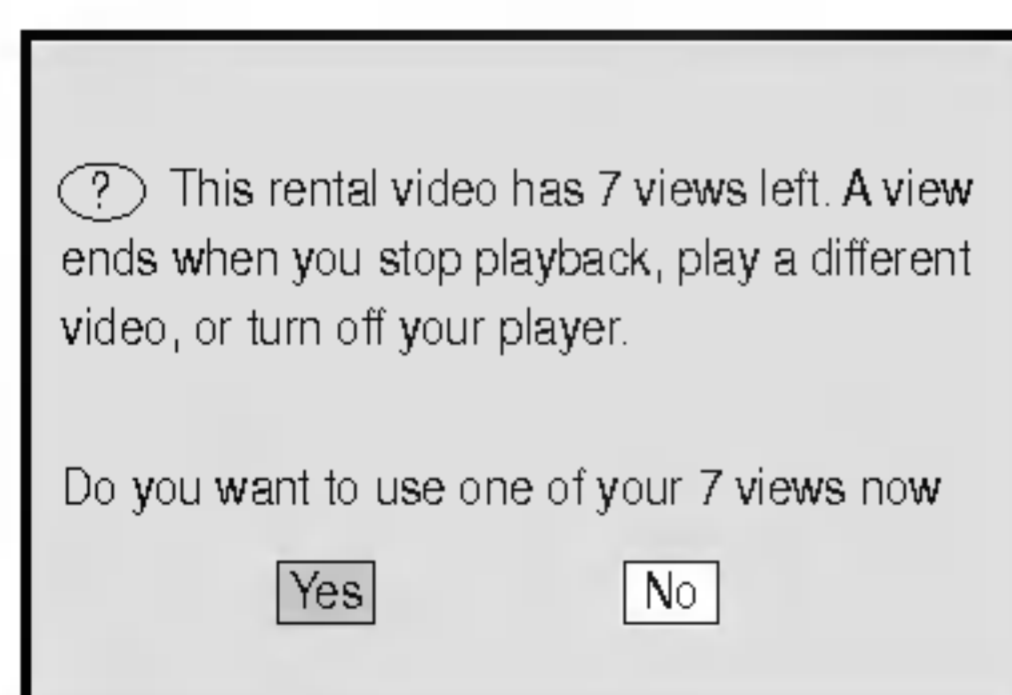 ? This rental video has 7 views left. A view
ends when you stop playback, play a different
video, or turn off your player.
Do you want to use one of your 7 views now
Yes No